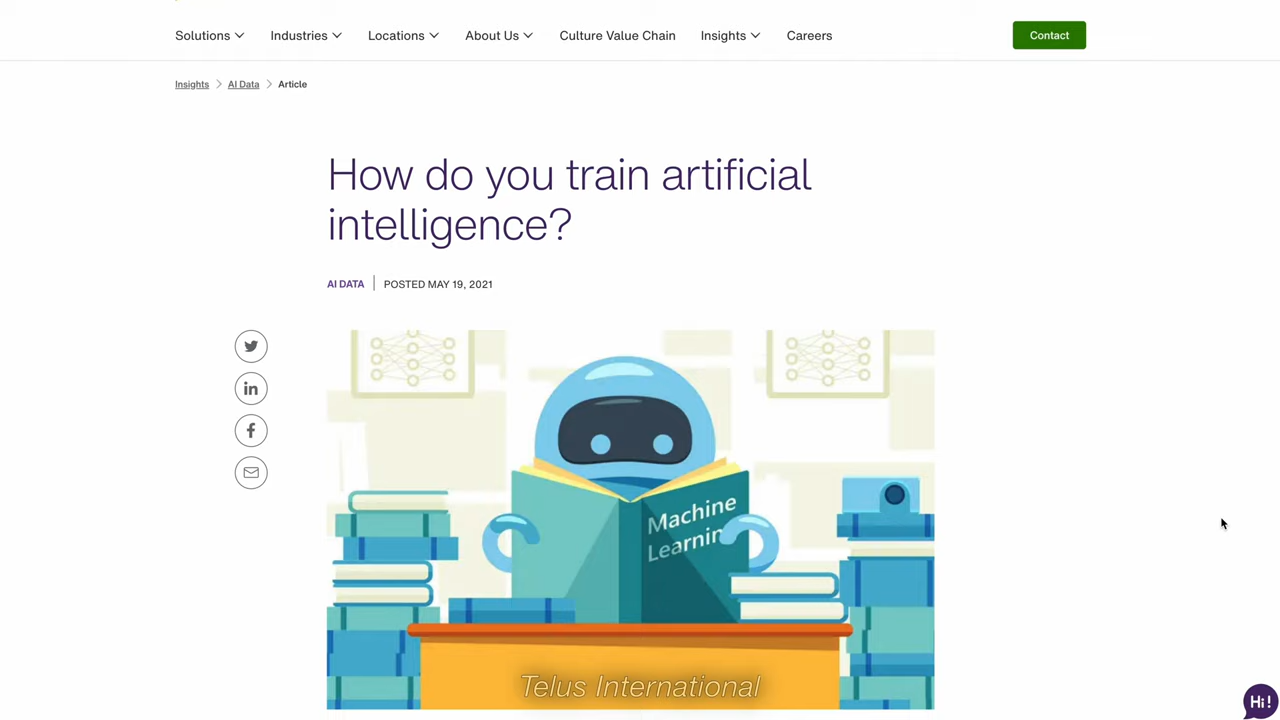 Solutions Industries Locations About Us Culture Value Chain Insights Careers Contact
Insights AI Data Article
How do you train artificial
intelligence?
AI DATA POSTED MAY 19, 2021
Machine
Learnin
Telus International
Hi!